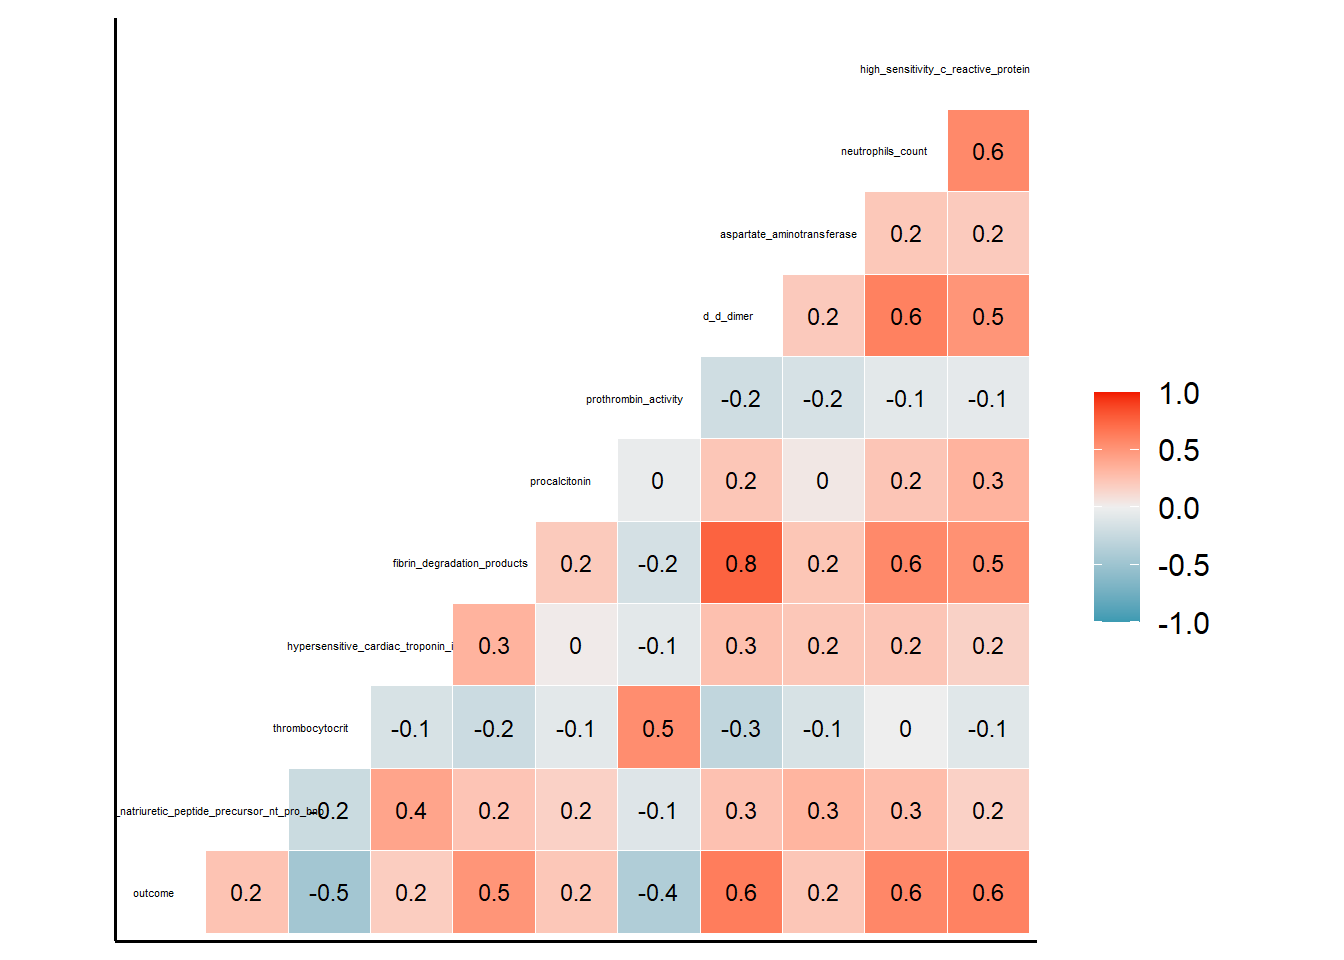 high_sensitivity_c_reactive_protein
neutrophils_count 0.6
aspartate_aminotransferase 0.2 0.2
d_d_dimer 0.2 0.6 0.5
prothrombin_activity -0.2 -0.2 -0.1 -0.1
procalcitonin 0 0.2 0 0.2 0.3
fibrin_degradation_products 0.2 -0.2 0.8 0.2 0.6 0.5
hypersensitive_cardiac_troponin_i 0.3 0 -0.1 0.3 0.2 0.2 0.2
thrombocytocrit -0.1 -0.2 -0.1 0.5 -0.3 -0.1 0 -0.1
_natriuretic_peptide_precursor_nt_pro_bnp -0.2 0.4 0.2 0.2 -0.1 0.3 0.3 0.3 0.2
outcome 0.2 -0.5 0.2 0.5 0.2 -0.4 0.6 0.2 0.6 0.6
1.0
0.5
0.0
-0.5
-1.0